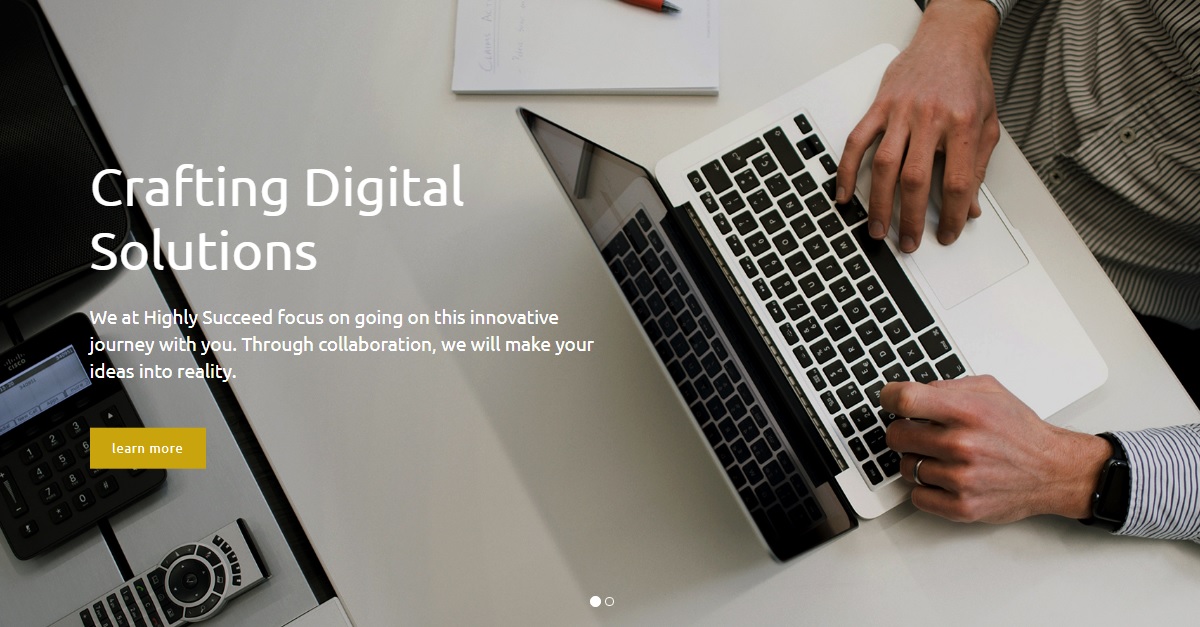 Crafting Digital
Solutions
We at Highly Succeed focus on going on this innovative
journey with you. Through collaboration, we will make your
ideas into reality.
learn more
cisco